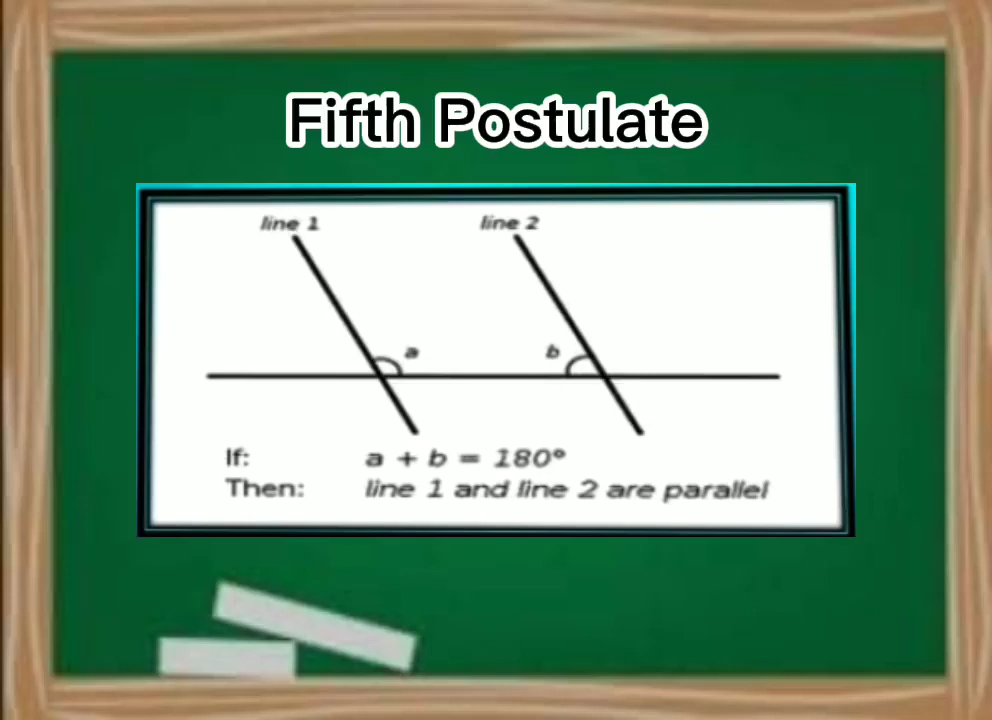 Fifth Postulate
line 1 line 2
a b
If: a + b = 180°
Then: line 1 and line 2 are parallel